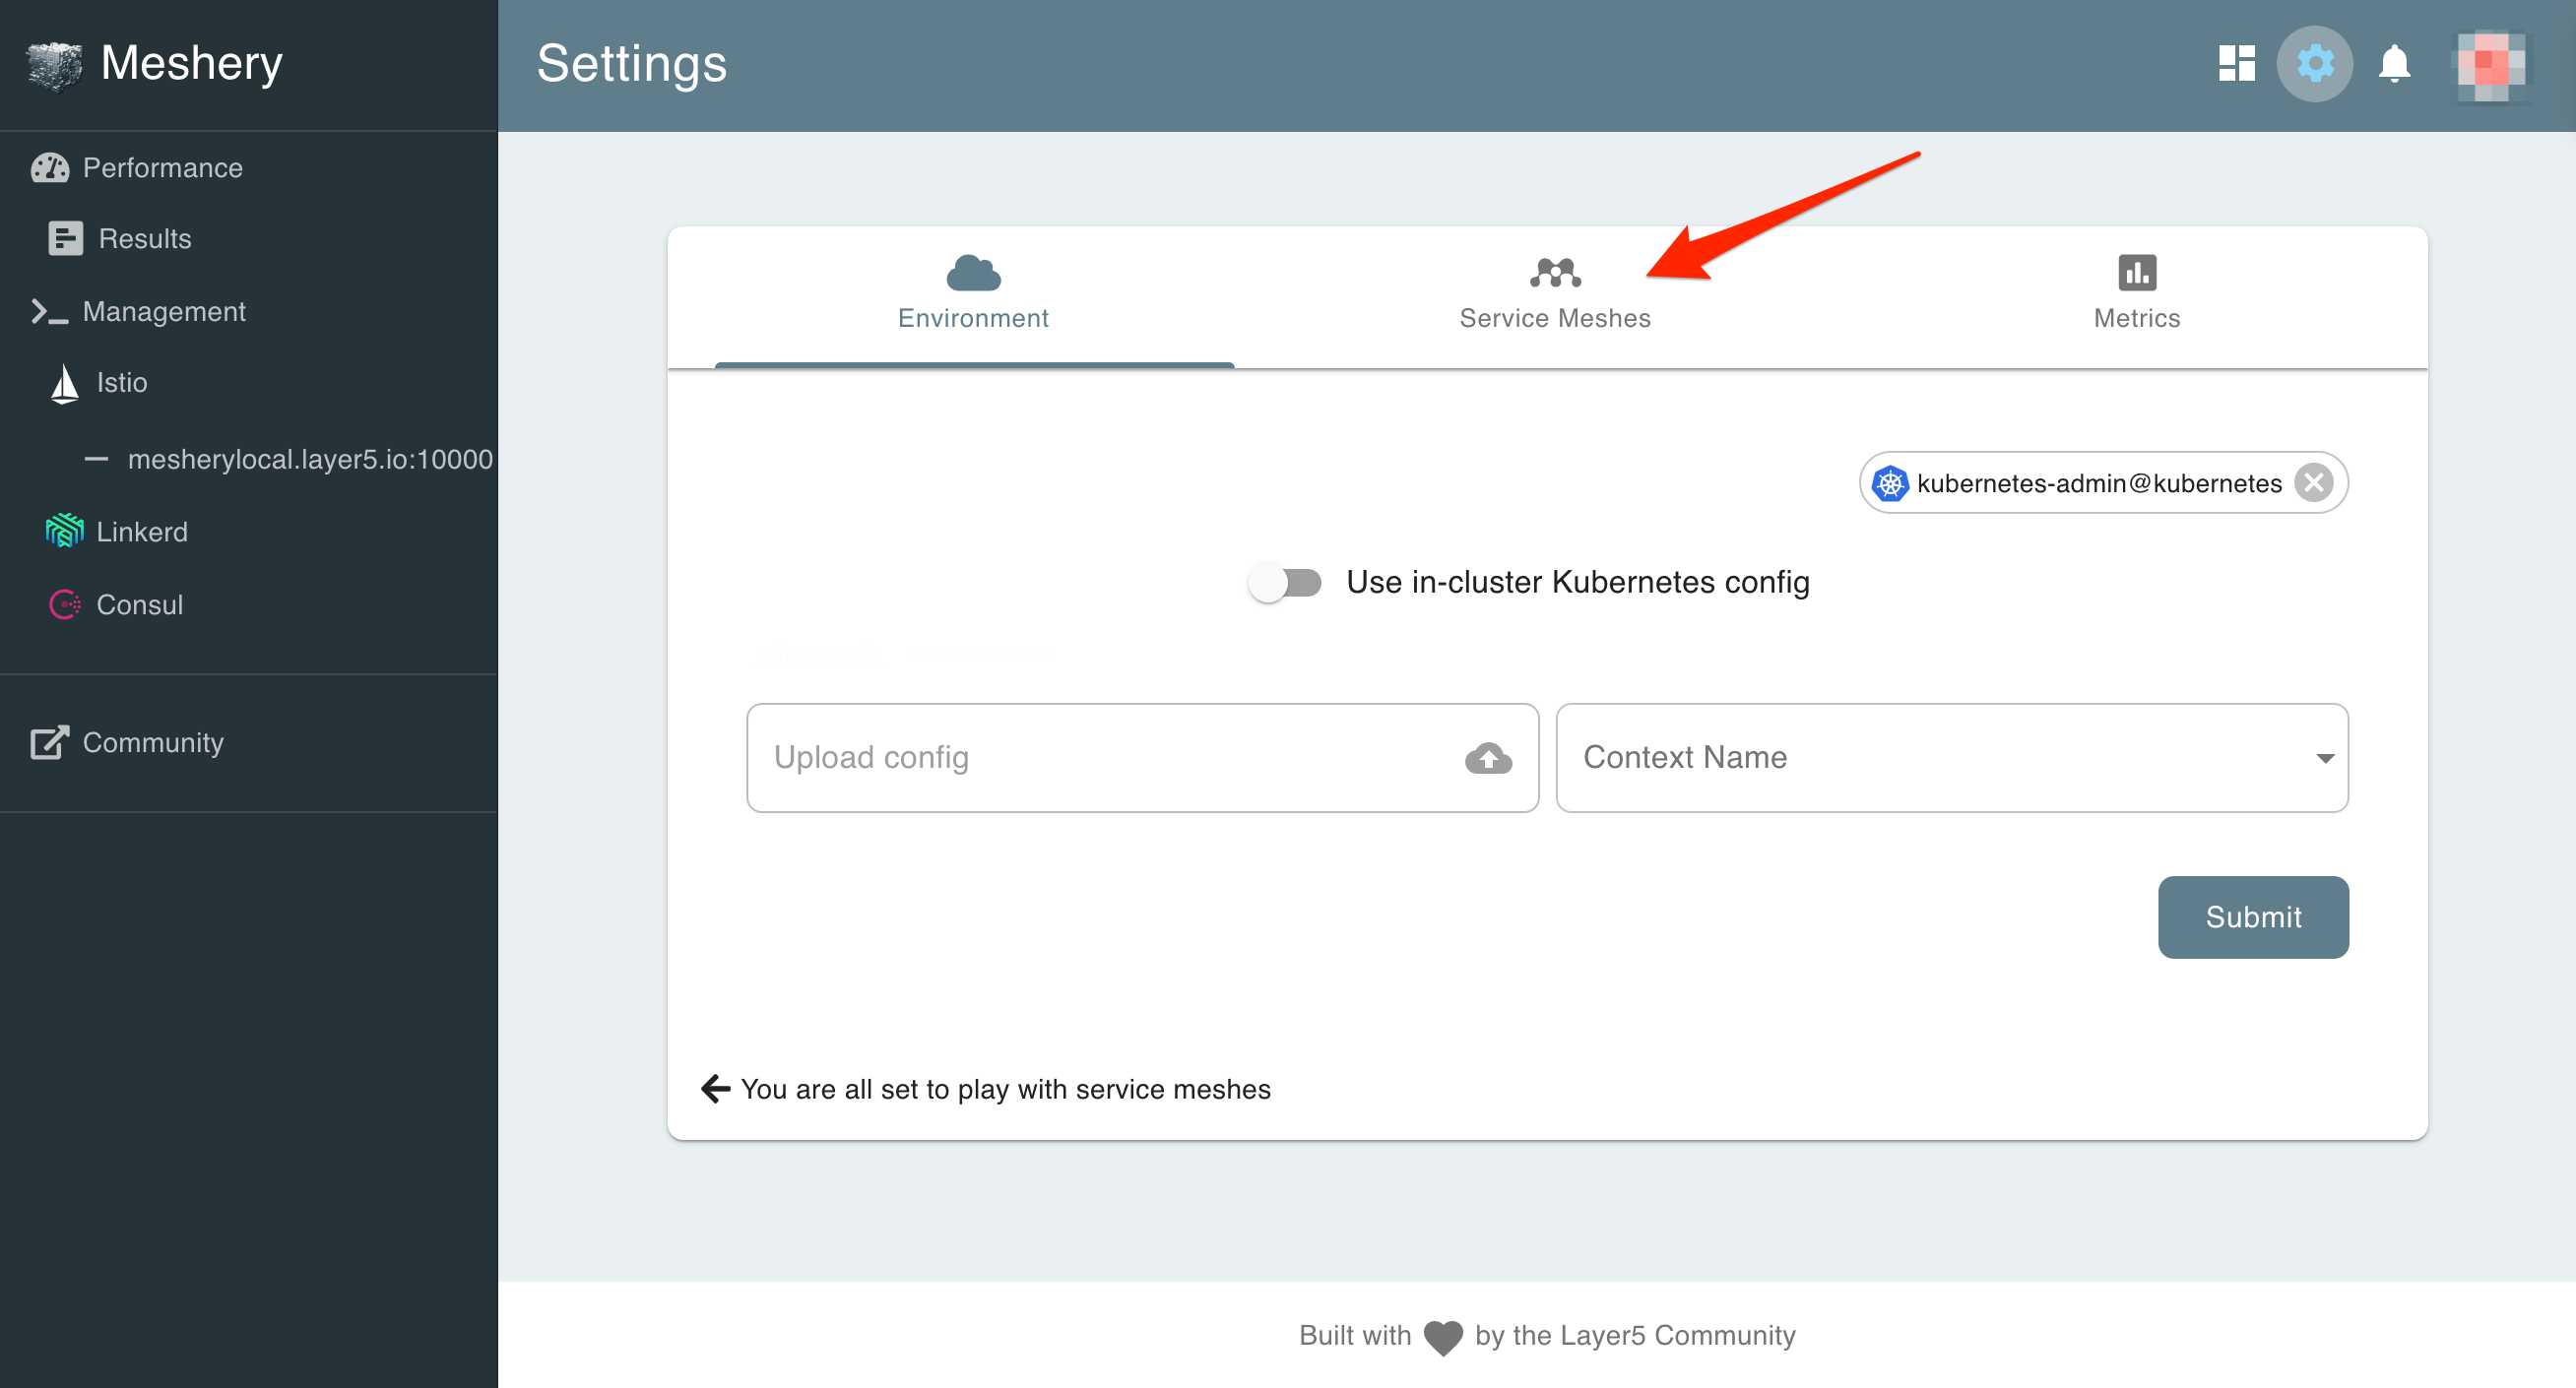 Meshery
Settings
Performance
Results
Management
Istio
mesherylocal.layer5.io:10000
Linkerd
Consul
Community
Environment
Service Meshes
Metrics
kubernetes-admin@kubernetes
Use in-cluster Kubernetes config
Upload config
Context Name
Submit
You are all set to play with service meshes
Built with by the Layer5 Community